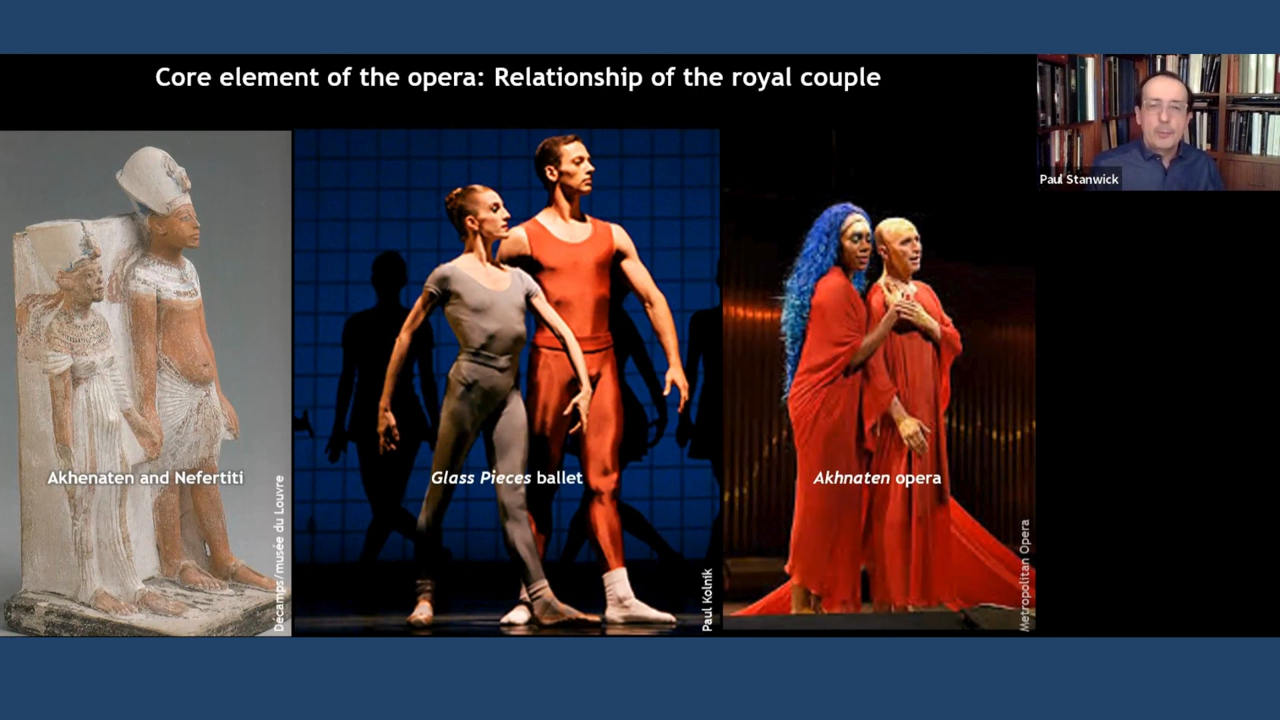 Core element of the opera: Relationship of the royal couple
Paul Stanwick
Akhenaten and Nefertiti
Décamps/musée du Louvre
Glass Pieces ballet
Paul Kolnik
Akhnaten opera
Metropolitan Opera